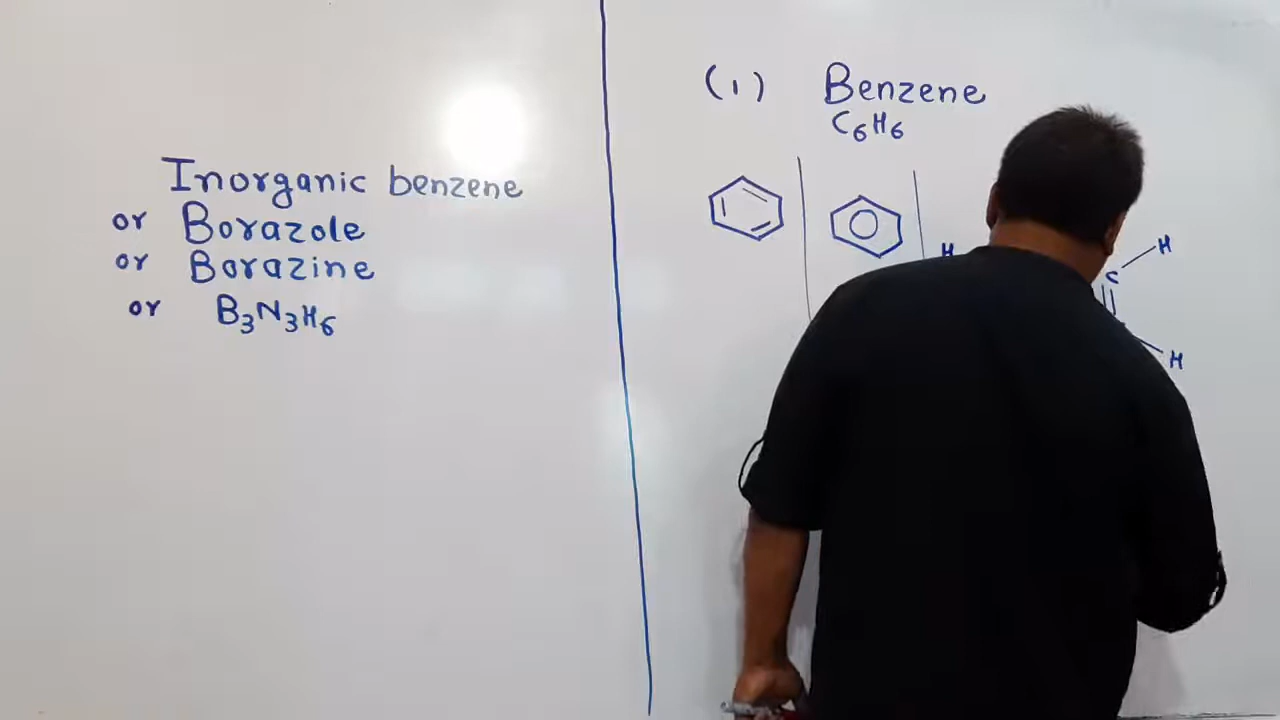 Inorganic benzene
or Borazole
or Borazine
or B₃N₃H₆
(1) Benzene
C₆H₆
H
C
H
H